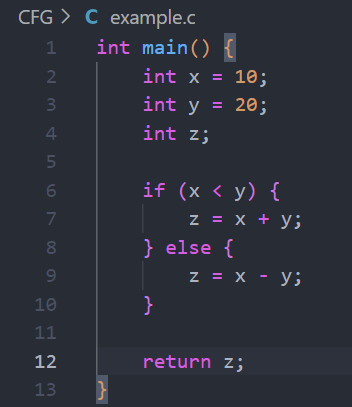 CFG > C example.c
1 int main() {
2     int x = 10;
3     int y = 20;
4     int z;
5
6     if (x < y) {
7         z = x + y;
8     } else {
9         z = x - y;
10     }
11
12     return z;
13 }